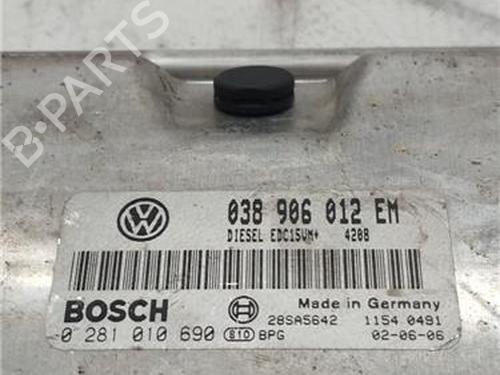 B-PARTS
038 906 012 EM
DIESEL EDC15VM+ 4208
BOSCH
Made in Germany
28SA5642 1154 0491
0 281 010 690 810 BPG 02-06-06